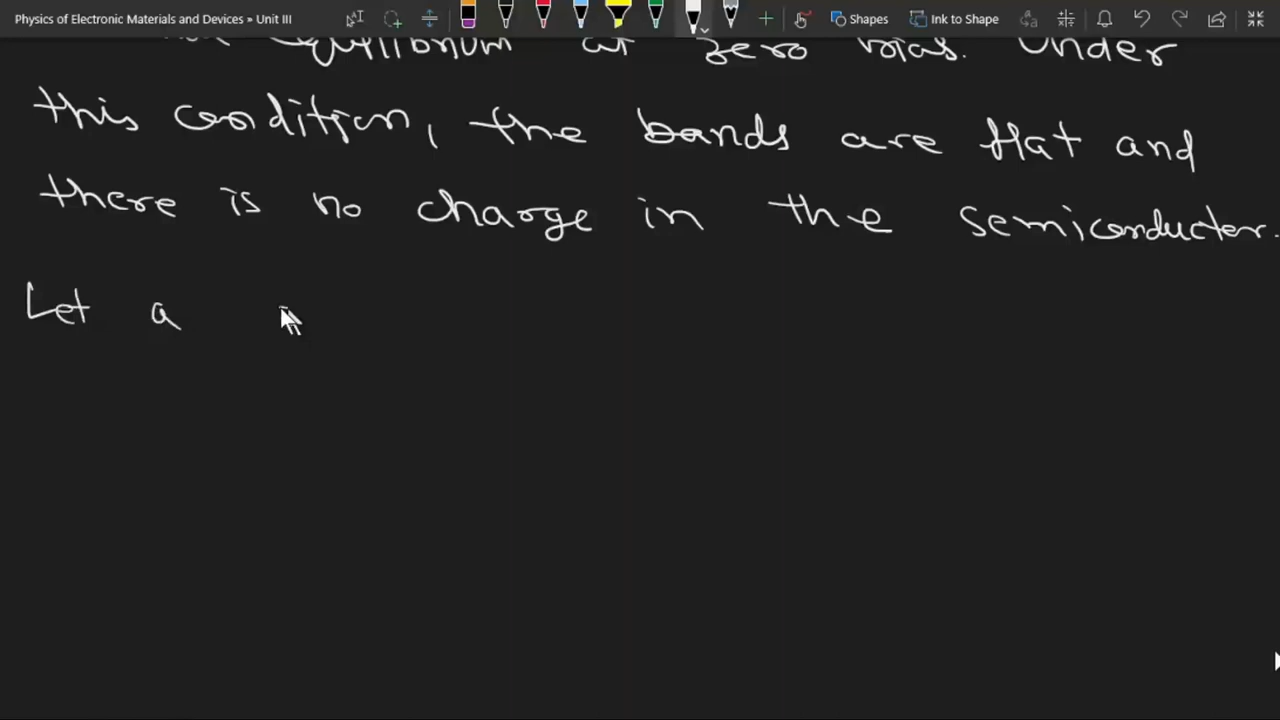 Physics of Electronic Materials and Devices » Unit III
Shapes
Ink to Shape
equilibrium at zero bias. Under
this condition, the bands are flat and
there is no charge in the semiconductor.
Let a